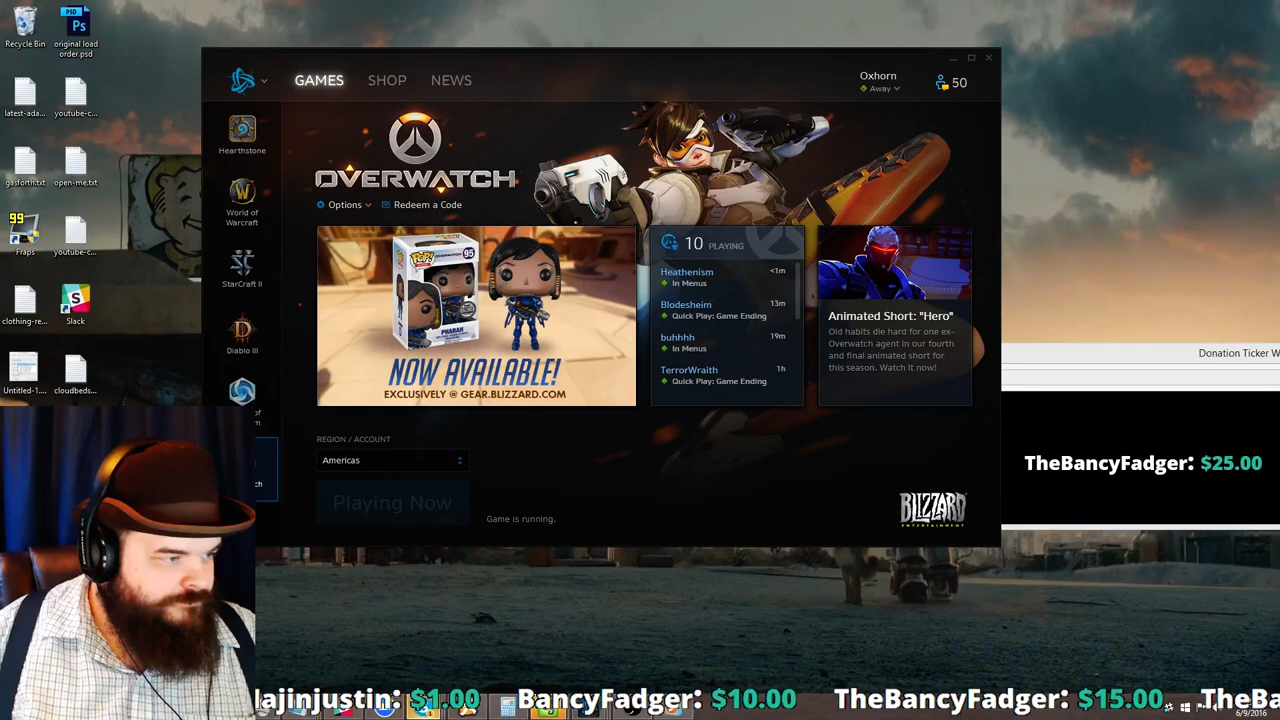 Recycle Bin
original load
order.psd
latest-ada...
youtube-c...
gasforth.txt
open-me.txt
99
Fraps
youtube-c...
clothing-re...
Slack
Untitled-1...
cloudbeds...
GAMES
SHOP
NEWS
Oxhorn
Away
50
Hearthstone
World of
Warcraft
StarCraft II
Diablo III
OVERWATCH
Options
Redeem a Code
POP!
OVERWATCH
95
PHARAH
NOW AVAILABLE!
EXCLUSIVELY @ GEAR.BLIZZARD.COM
10 PLAYING
Heathenism
<1m
In Menus
Blodesheim
13m
Quick Play: Game Ending
buhhhh
19m
In Menus
TerrorWraith
1h
Quick Play: Game Ending
Animated Short: "Hero"
Old habits die hard for one ex-
Overwatch agent in our fourth
and final animated short for
this season. Watch it now!
REGION / ACCOUNT
Americas
Playing Now
Game is running.
BLIZZARD
ENTERTAINMENT
Donation Ticker W
TheBancyFadger: $25.00
ajinjustin: $1.00
BancyFadger: $10.00
TheBancyFadger: $15.00
TheB
6/9/2016